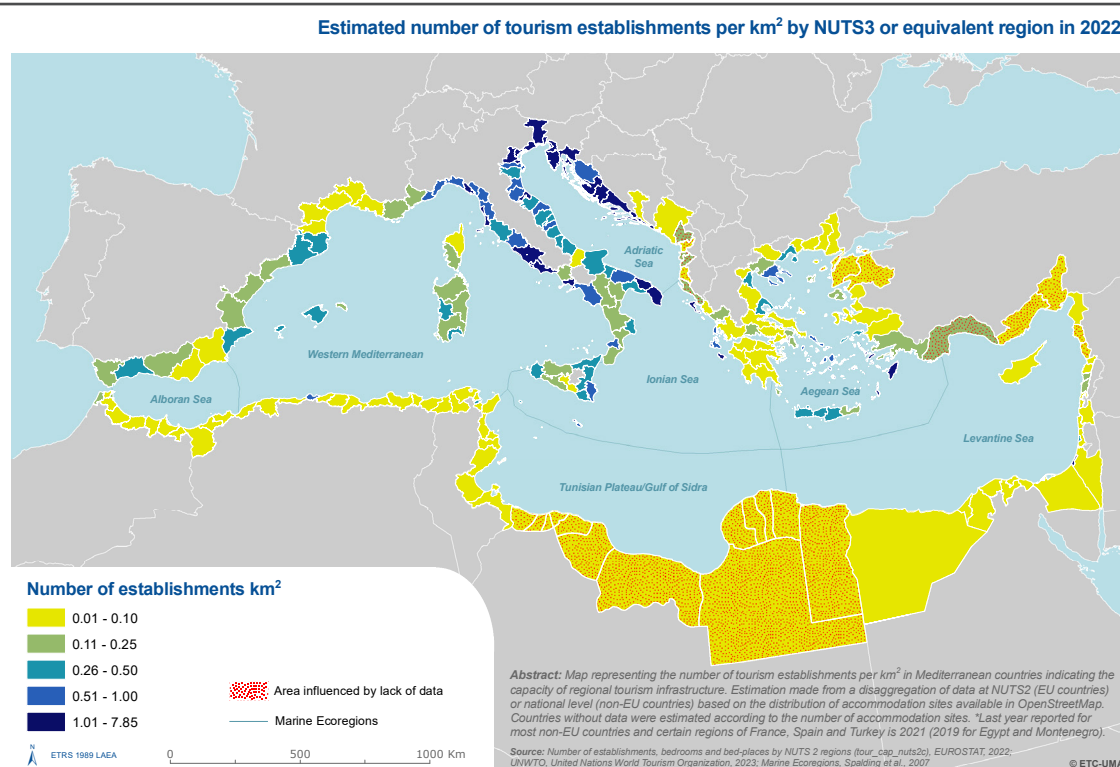 Estimated number of tourism establishments per km² by NUTS3 or equivalent region in 2022
Adriatic
Sea
Western Mediterranean
Ionian Sea
Aegean Sea
Alboran Sea
Levantine Sea
Tunisian Plateau/Gulf of Sidra
Number of establishments km²
0.01 - 0.10
0.11 - 0.25
0.26 - 0.50
0.51 - 1.00
1.01 - 7.85
Area influenced by lack of data
Marine Ecoregions
N
ETRS 1989 LAEA
0 500 1000 Km
Abstract: Map representing the number of tourism establishments per km² in Mediterranean countries indicating the
capacity of regional tourism infrastructure. Estimation made from a disaggregation of data at NUTS2 (EU countries)
or national level (non-EU countries) based on the distribution of accommodation sites available in OpenStreetMap.
Countries without data were estimated according to the number of accommodation sites. *Last year reported for
most non-EU countries and certain regions of France, Spain and Turkey is 2021 (2019 for Egypt and Montenegro).
Source: Number of establishments, bedrooms and bed-places by NUTS 2 regions (tour_cap_nuts2c), EUROSTAT, 2022;
UNWTO, United Nations World Tourism Organization, 2023; Marine Ecoregions, Spalding et al., 2007
© ETC-UMA